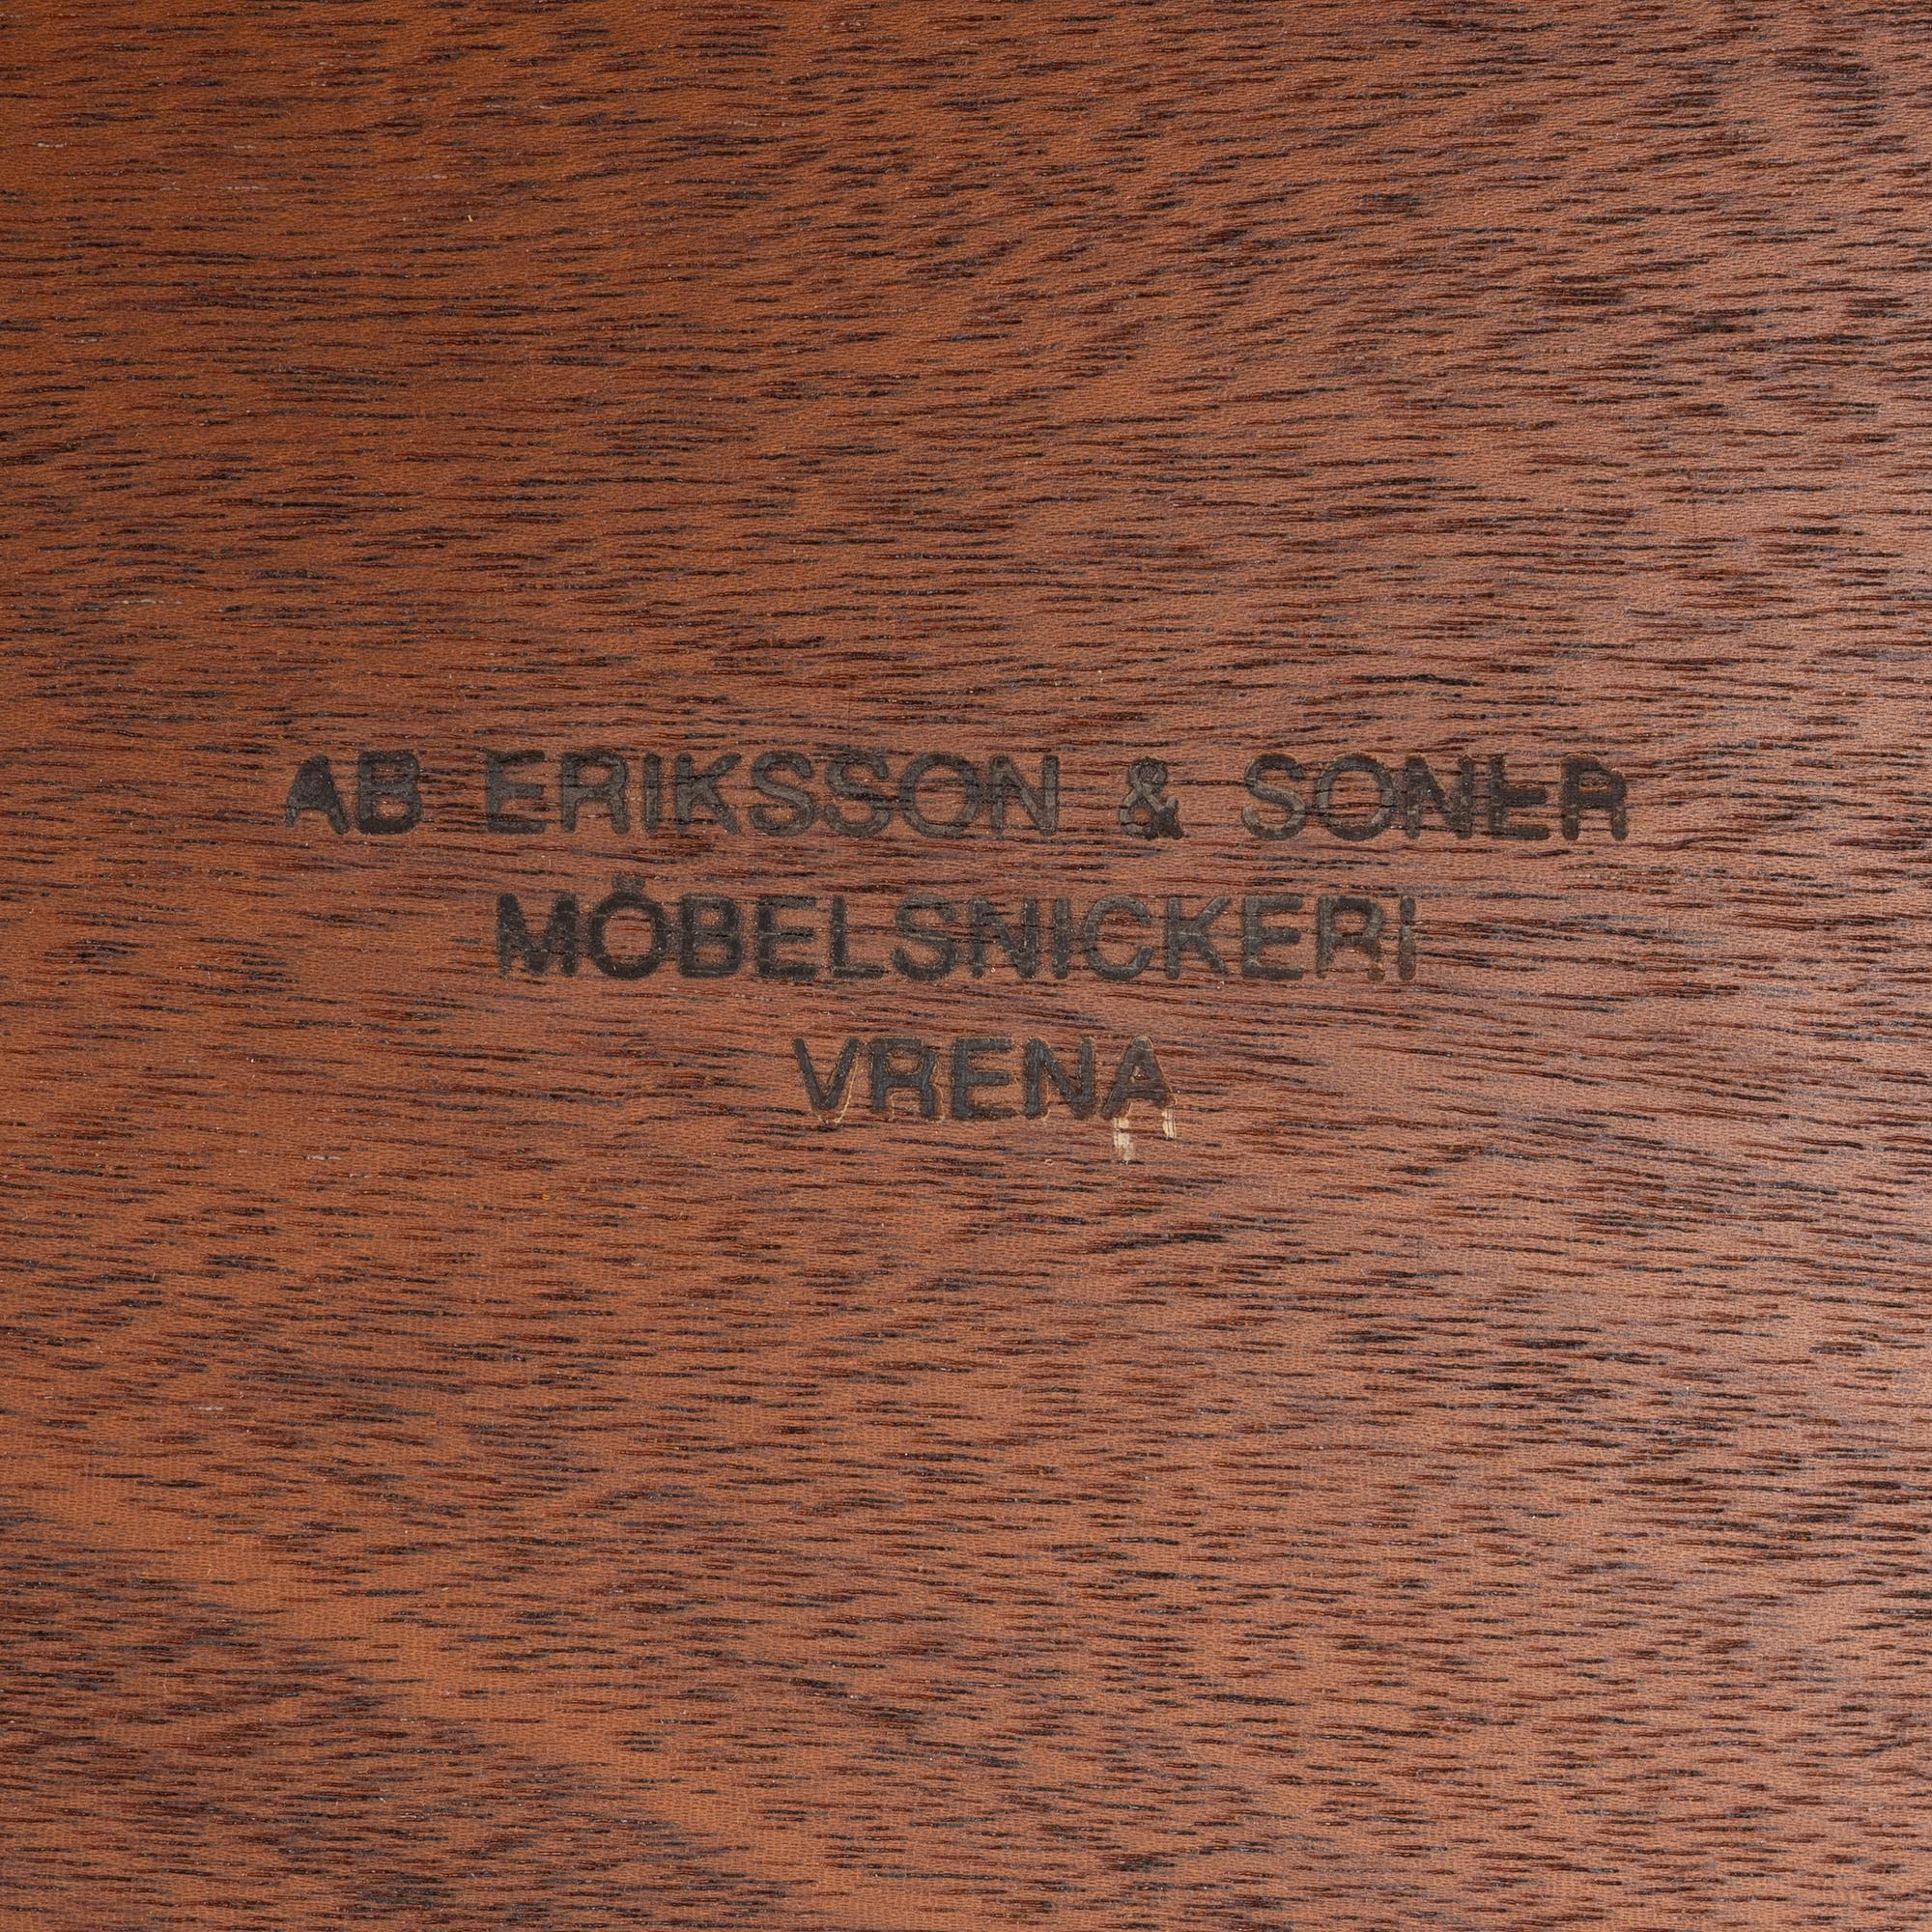 AB ERIKSSON & SONER
MÖBELSNICKERI
VRENA